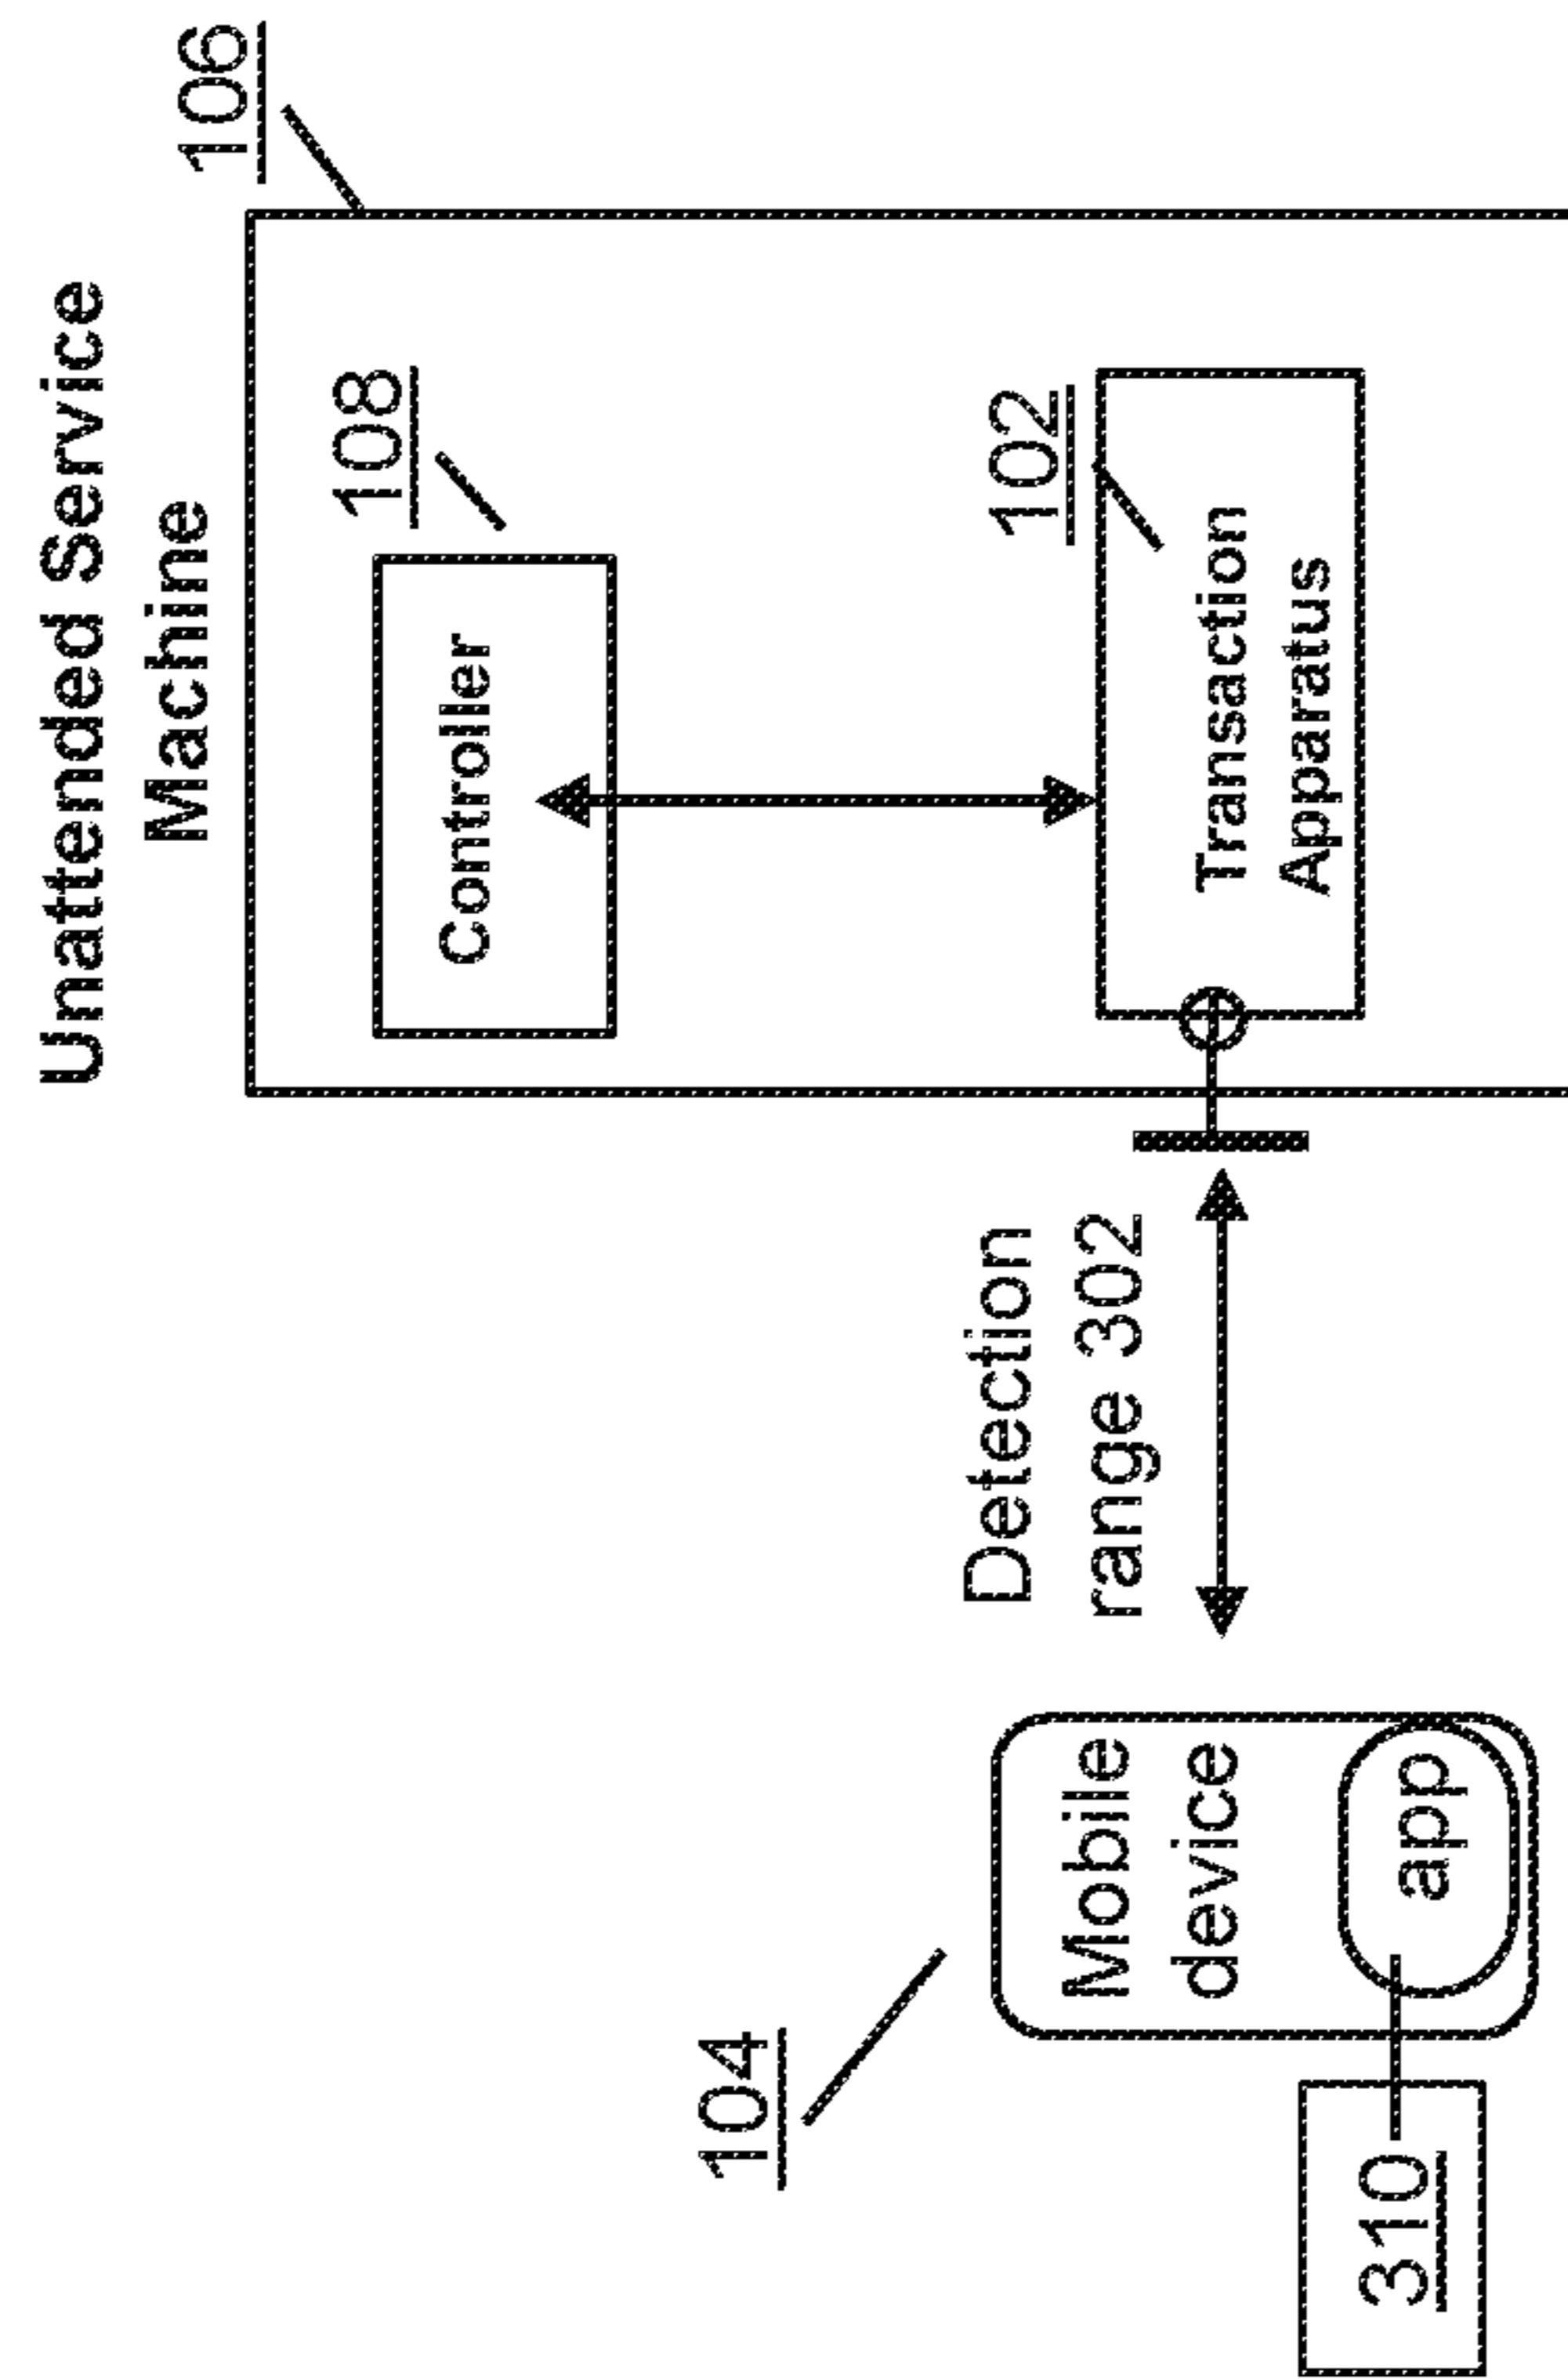 Unattended Service
Machine
106
108
Controller
102
Transaction
Apparatus
Detection
range 302
104
Mobile
device
app
310